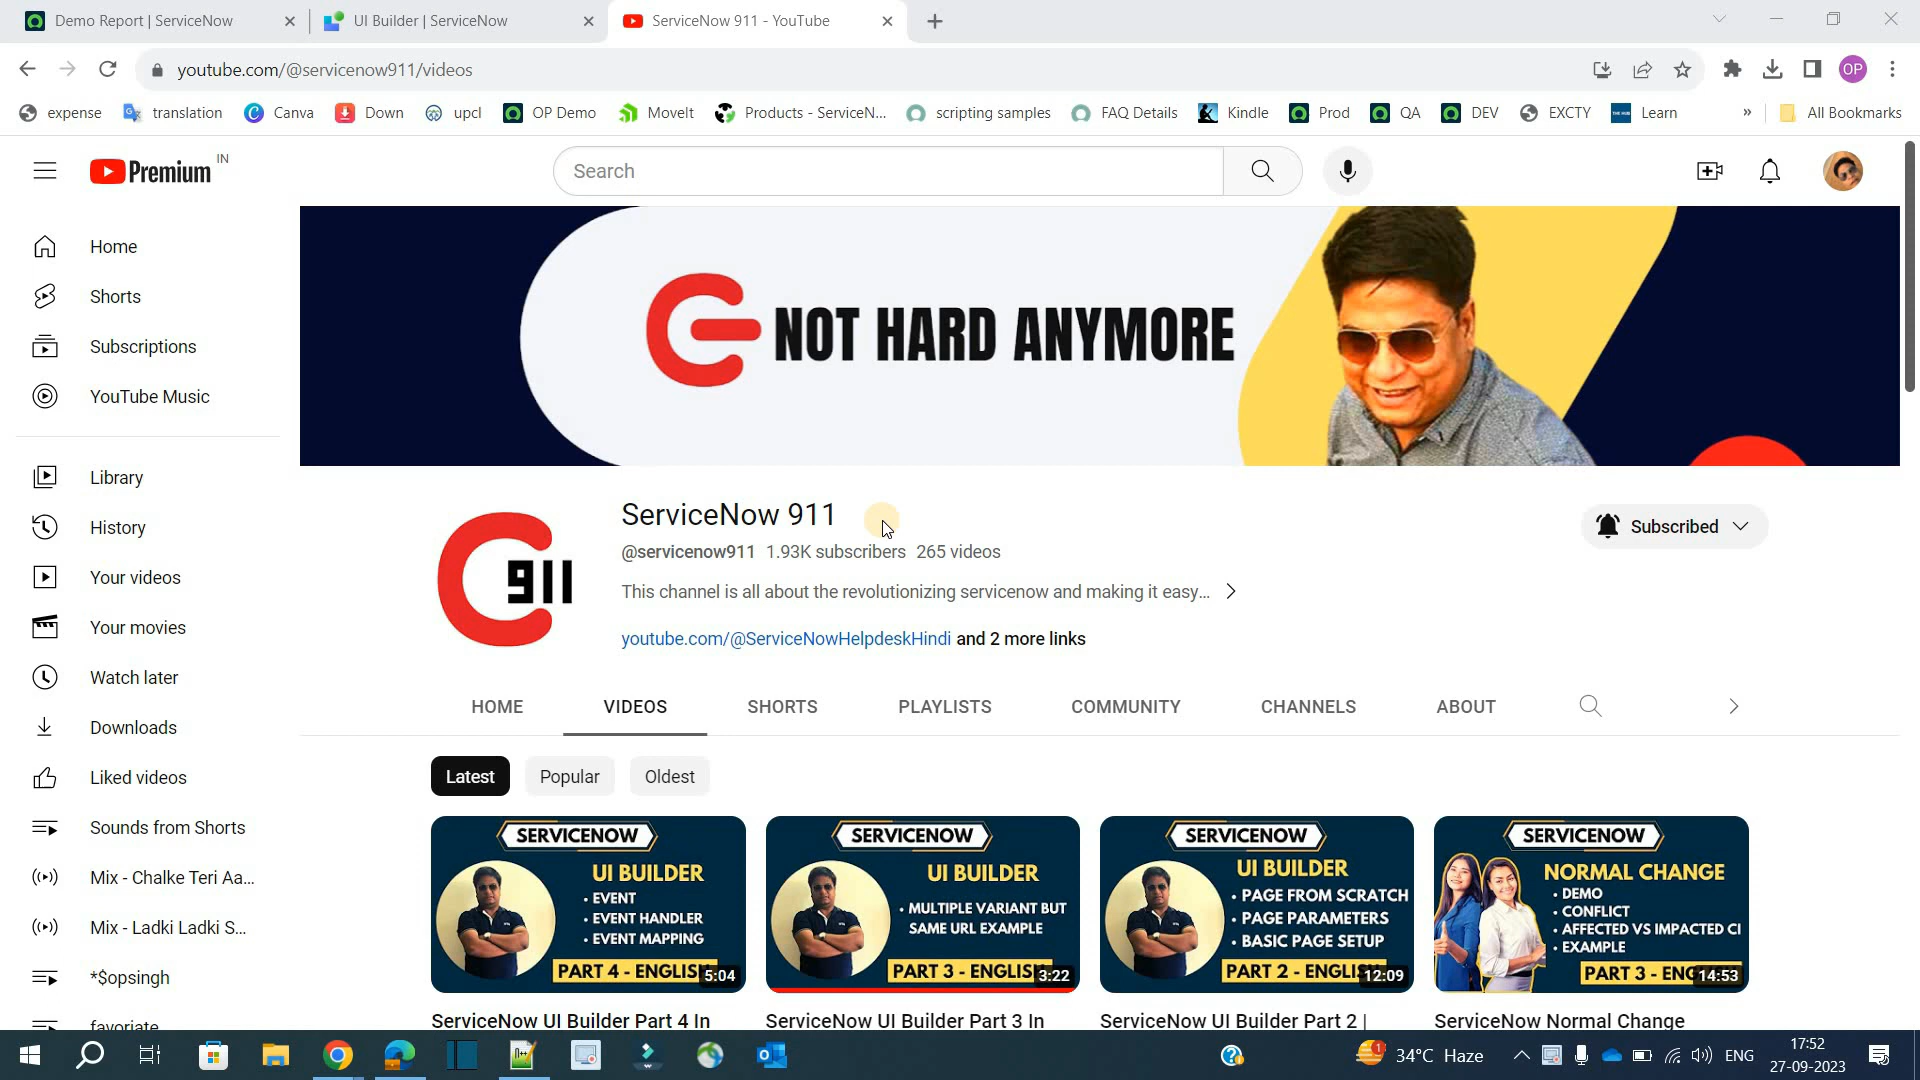 Demo Report | ServiceNow
UI Builder | ServiceNow
ServiceNow 911 - YouTube
youtube.com/@servicenow911/videos
OP
expense
translation
Canva
Down
upcl
OP Demo
MoveIt
Products - ServiceN...
scripting samples
FAQ Details
Kindle
Prod
QA
DEV
EXCTY
Learn
»
All Bookmarks
Premium IN
Search
Home
Shorts
Subscriptions
YouTube Music
Library
History
Your videos
Your movies
Watch later
Downloads
Liked videos
Sounds from Shorts
Mix - Chalke Teri Aa...
Mix - Ladki Ladki S...
*$opsingh
favoriate
NOT HARD ANYMORE
911
ServiceNow 911
@servicenow911 1.93K subscribers 265 videos
This channel is all about the revolutionizing servicenow and making it easy...
youtube.com/@ServiceNowHelpdeskHindi and 2 more links
Subscribed
HOME
VIDEOS
SHORTS
PLAYLISTS
COMMUNITY
CHANNELS
ABOUT
Latest
Popular
Oldest
SERVICENOW
UI BUILDER
• EVENT
• EVENT HANDLER
• EVENT MAPPING
PART 4 - ENGLISH
5:04
ServiceNow UI Builder Part 4 In
SERVICENOW
UI BUILDER
• MULTIPLE VARIANT BUT
SAME URL EXAMPLE
PART 3 - ENGLISH
3:22
ServiceNow UI Builder Part 3 In
SERVICENOW
UI BUILDER
• PAGE FROM SCRATCH
• PAGE PARAMETERS
• BASIC PAGE SETUP
PART 2 - ENGLIS
12:09
ServiceNow UI Builder Part 2 |
SERVICENOW
NORMAL CHANGE
• DEMO
• CONFLICT
• AFFECTED VS IMPACTED CI
• EXAMPLE
PART 3 - ENG
14:53
ServiceNow Normal Change
1
34°C Haze
ENG
17:52
27-09-2023